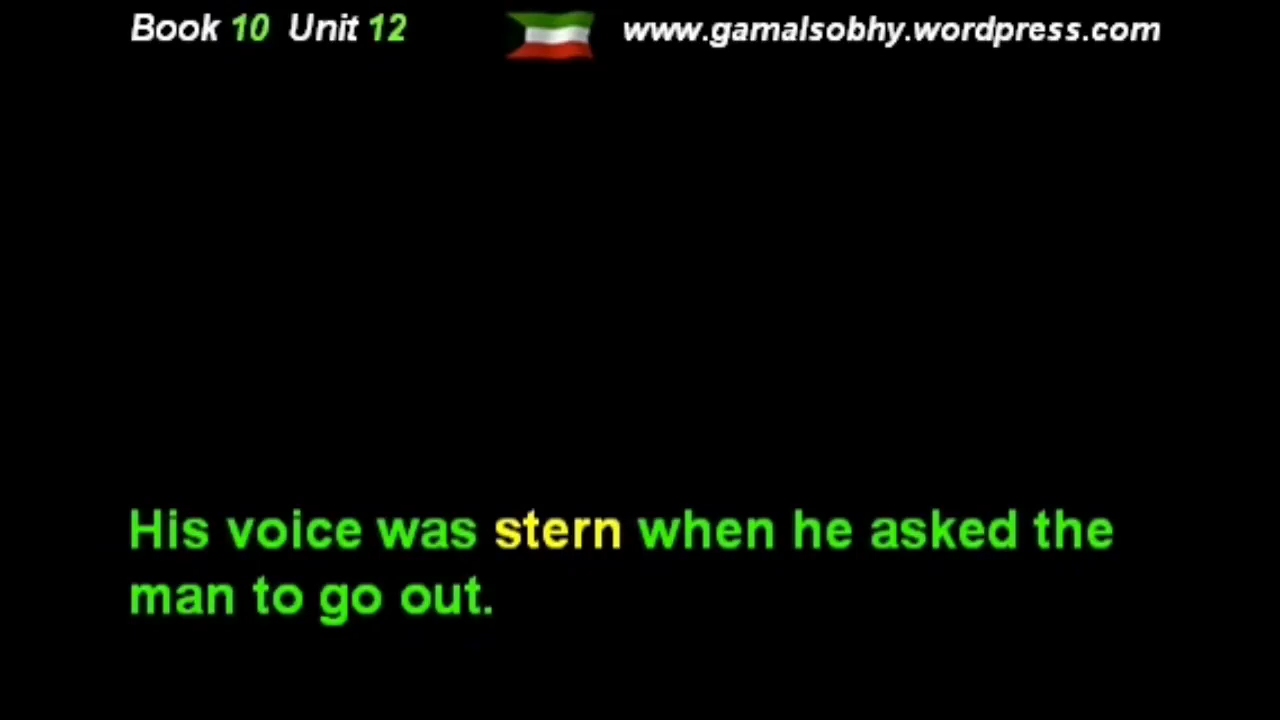 Book 10 Unit 12 www.gamalsobhy.wordpress.com
His voice was stern when he asked the
man to go out.